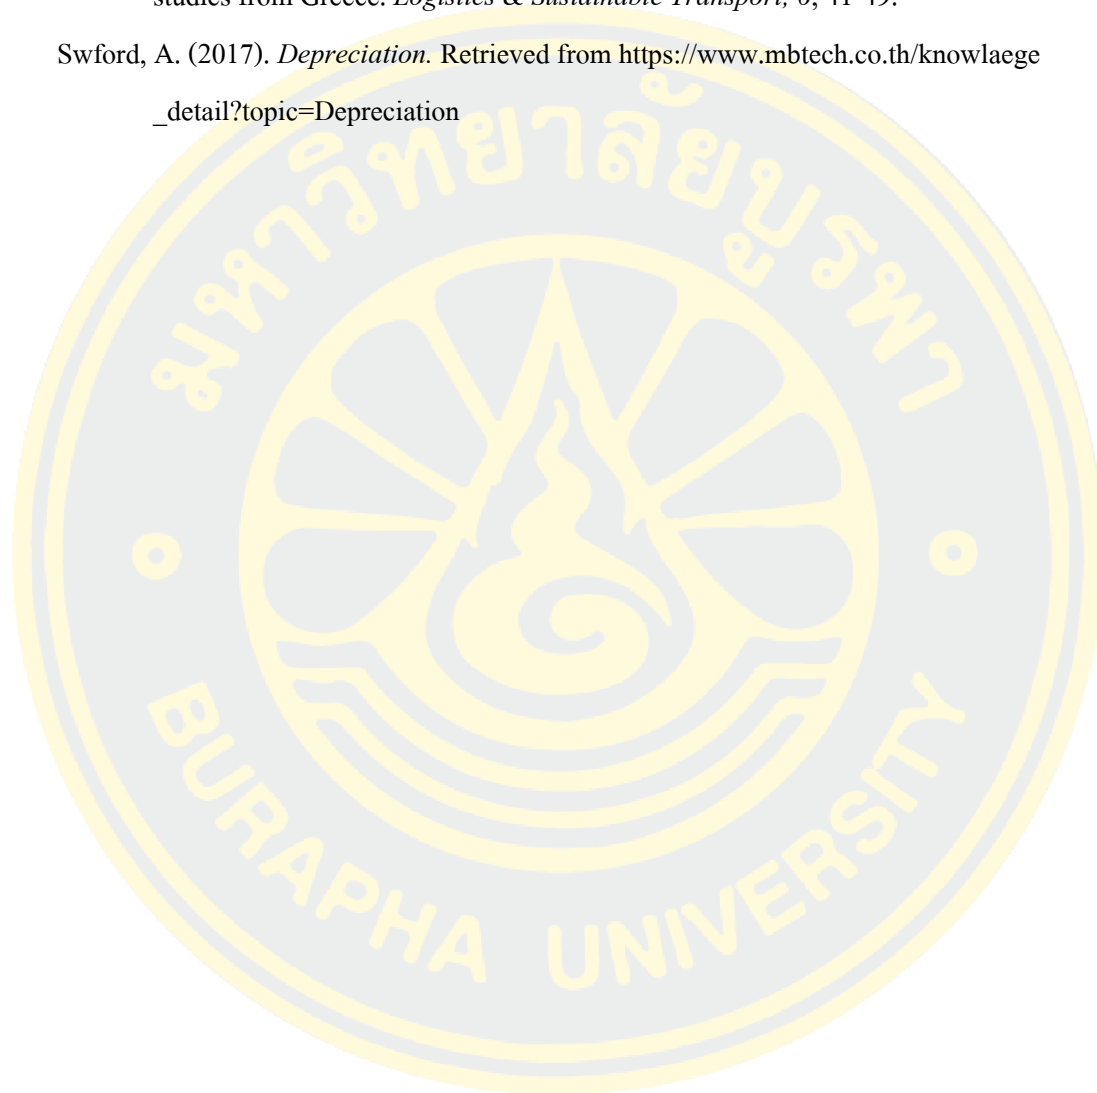 studies from Greece. Logistics & Sustainable Transport, 6, 41-49.
Swford, A. (2017). Depreciation. Retrieved from https://www.mbtech.co.th/knowlaege
_detail?topic=Depreciation
มหาวิทยาลัยบูรพา
BURAPHA UNIVERSITY